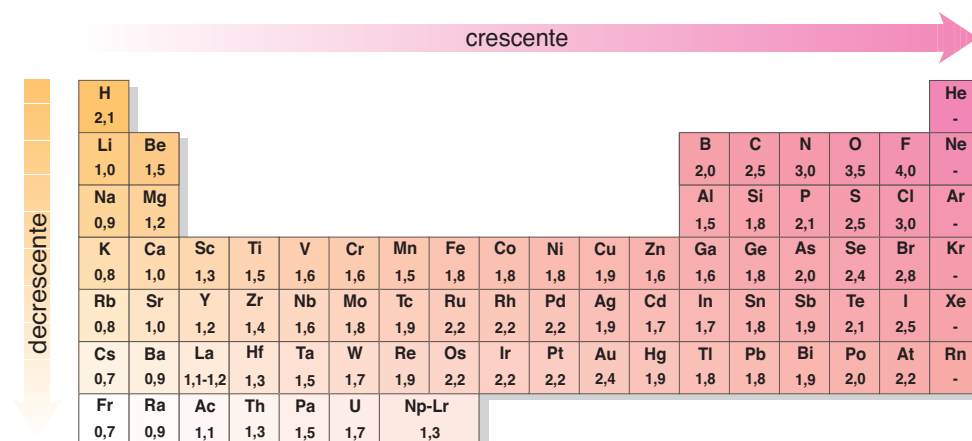 crescente
decrescente
H He
2,1 -
Li Be B C N O F Ne
1,0 1,5 2,0 2,5 3,0 3,5 4,0 -
Na Mg Al Si P S Cl Ar
0,9 1,2 1,5 1,8 2,1 2,5 3,0 -
K Ca Sc Ti V Cr Mn Fe Co Ni Cu Zn Ga Ge As Se Br Kr
0,8 1,0 1,3 1,5 1,6 1,6 1,5 1,8 1,8 1,8 1,9 1,6 1,6 1,8 2,0 2,4 2,8 -
Rb Sr Y Zr Nb Mo Tc Ru Rh Pd Ag Cd In Sn Sb Te I Xe
0,8 1,0 1,2 1,4 1,6 1,8 1,9 2,2 2,2 2,2 1,9 1,7 1,7 1,8 1,9 2,1 2,5 -
Cs Ba La Hf Ta W Re Os Ir Pt Au Hg Tl Pb Bi Po At Rn
0,7 0,9 1,1-1,2 1,3 1,5 1,7 1,9 2,2 2,2 2,2 2,4 1,9 1,8 1,8 1,9 2,0 2,2 -
Fr Ra Ac Th Pa U Np-Lr
0,7 0,9 1,1 1,3 1,5 1,7 1,3